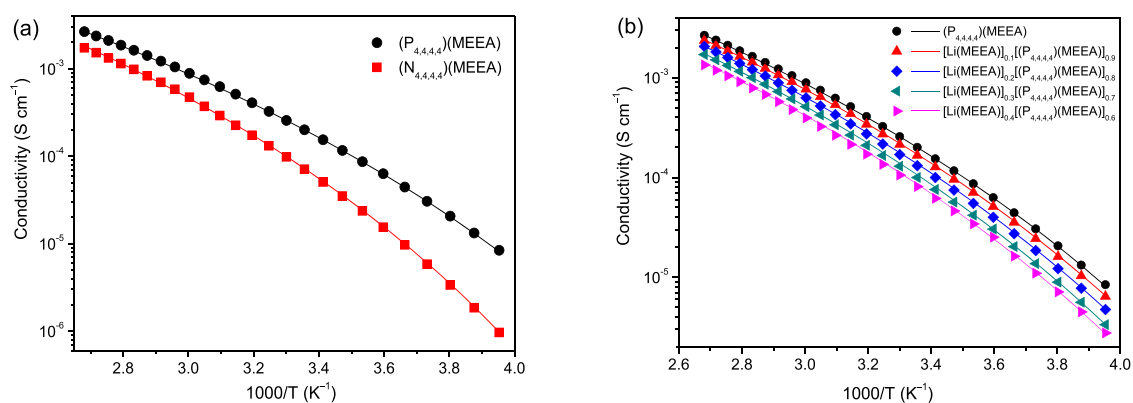 (a)
(P4,4,4,4)(MEEA)
(N4,4,4,4)(MEEA)
10⁻³
10⁻⁴
10⁻⁵
10⁻⁶
Conductivity (S cm⁻¹)
2.8 3.0 3.2 3.4 3.6 3.8 4.0
1000/T (K⁻¹)
(b)
(P4,4,4,4)(MEEA)
[Li(MEEA)]0.1[(P4,4,4,4)(MEEA)]0.9
[Li(MEEA)]0.2[(P4,4,4,4)(MEEA)]0.8
[Li(MEEA)]0.3[(P4,4,4,4)(MEEA)]0.7
[Li(MEEA)]0.4[(P4,4,4,4)(MEEA)]0.6
10⁻³
10⁻⁴
10⁻⁵
Conductivity (S cm⁻¹)
2.6 2.8 3.0 3.2 3.4 3.6 3.8 4.0
1000/T (K⁻¹)